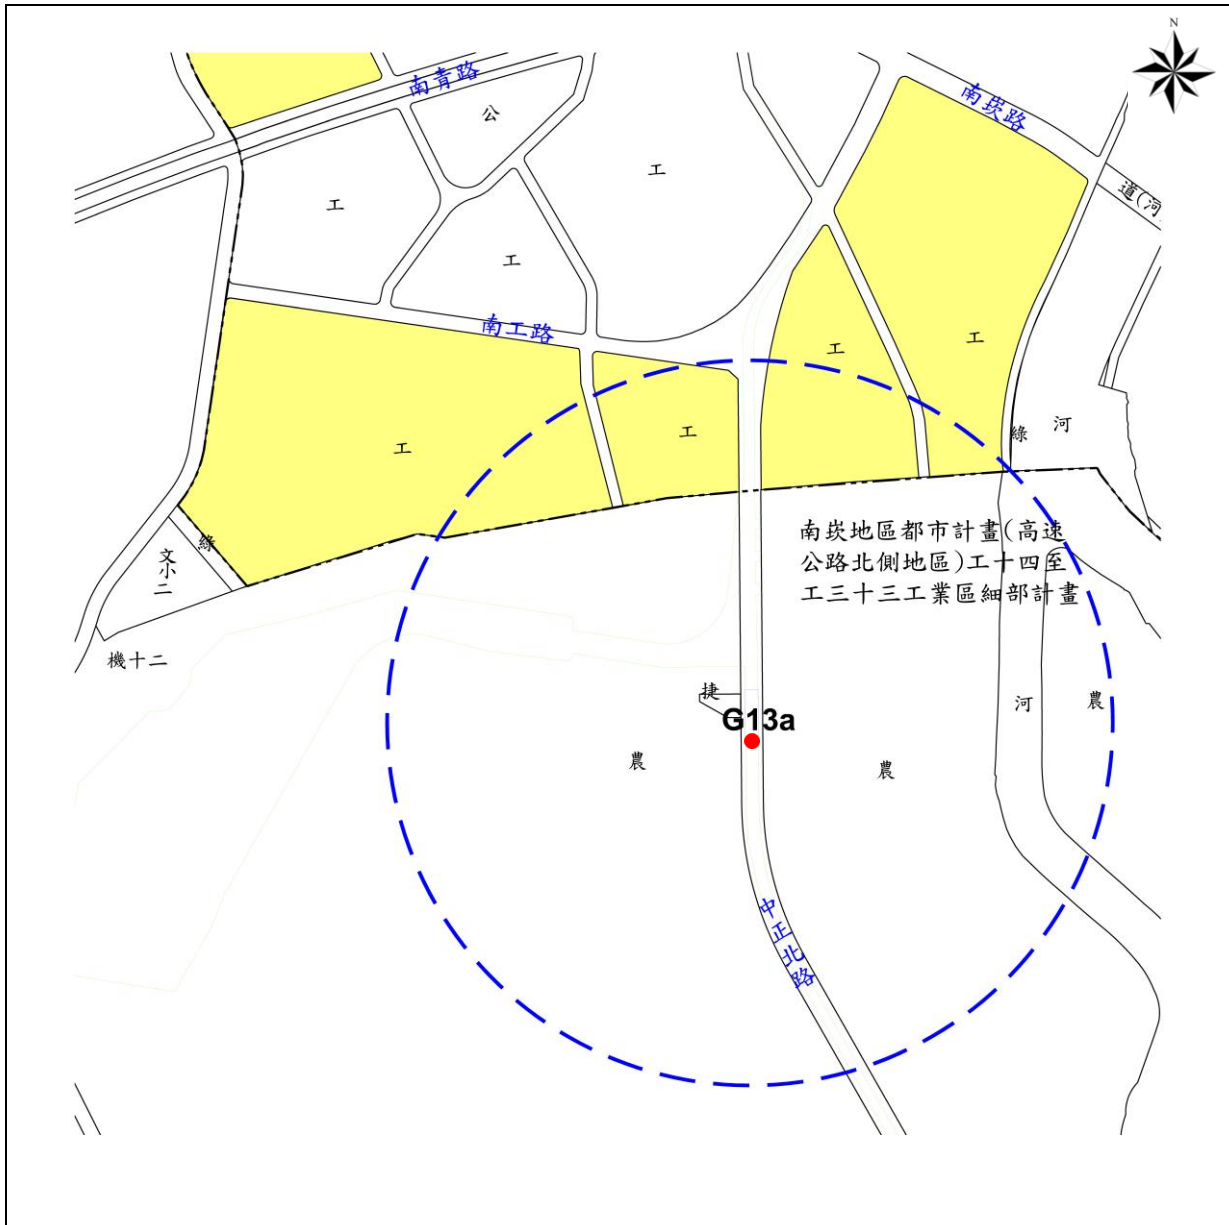 N
南青路
南崁路
公
工
道(河
工
工
南工路
工
工
河
綠
工
工
南崁地區都市計畫(高速
公路北側地區)工十四至
工三十三工業區細部計畫
綠
文小二
機十二
捷
G13a
河
農
農
農
中正北路